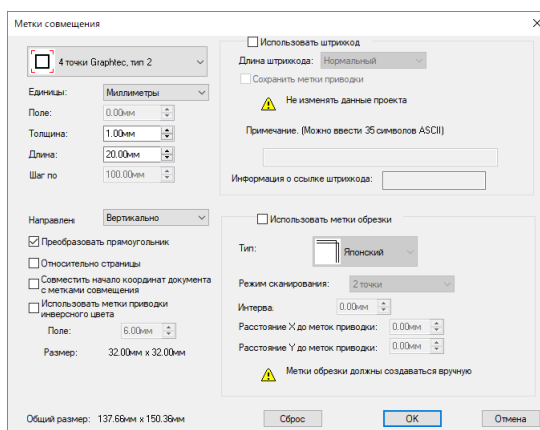 Метки совмещения
4 точки Graphtec, тип 2
Единицы: Миллиметры
Поле: 0.00мм
Толщина: 1.00мм
Длина: 20.00мм
Шаг по 100.00мм
Направлени Вертикально
Преобразовать прямоугольник
Относительно страницы
Совместить начало координат документа
с метками совмещения
Использовать метки приводки
инверсного цвета
Поле: 6.00мм
Размер: 32.00мм x 32.00мм
Использовать штрихкод
Длина штрихкода: Нормальный
Сохранить метки приводки
Не изменять данные проекта
Примечание. (Можно ввести 35 символов ASCII)
Информация о ссылке штрихкода:
Использовать метки обрезки
Тип: Японский
Режим сканирования: 2 точки
Интерва. 0.00мм
Расстояние X до меток приводки: 0.00мм
Расстояние Y до меток приводки: 0.00мм
Метки обрезки должны создаваться вручную
Общий размер: 137.66мм x 150.36мм
Сброс
OK
Отмена